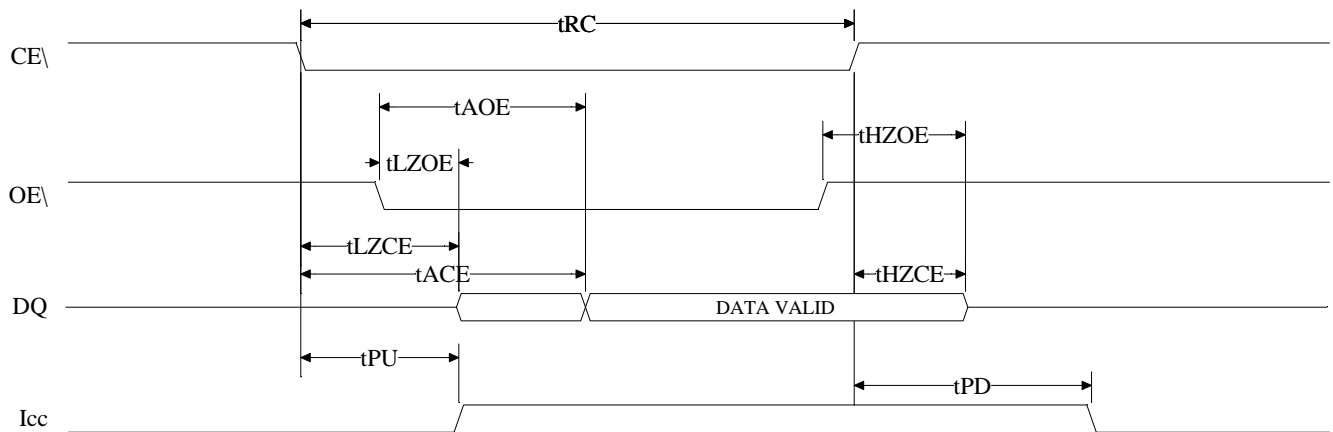 tRC
CE\
tAOE
tHZOE
tLZOE
OE\
tLZCE
tACE
tHZCE
DQ
DATA VALID
tPU
tPD
Icc